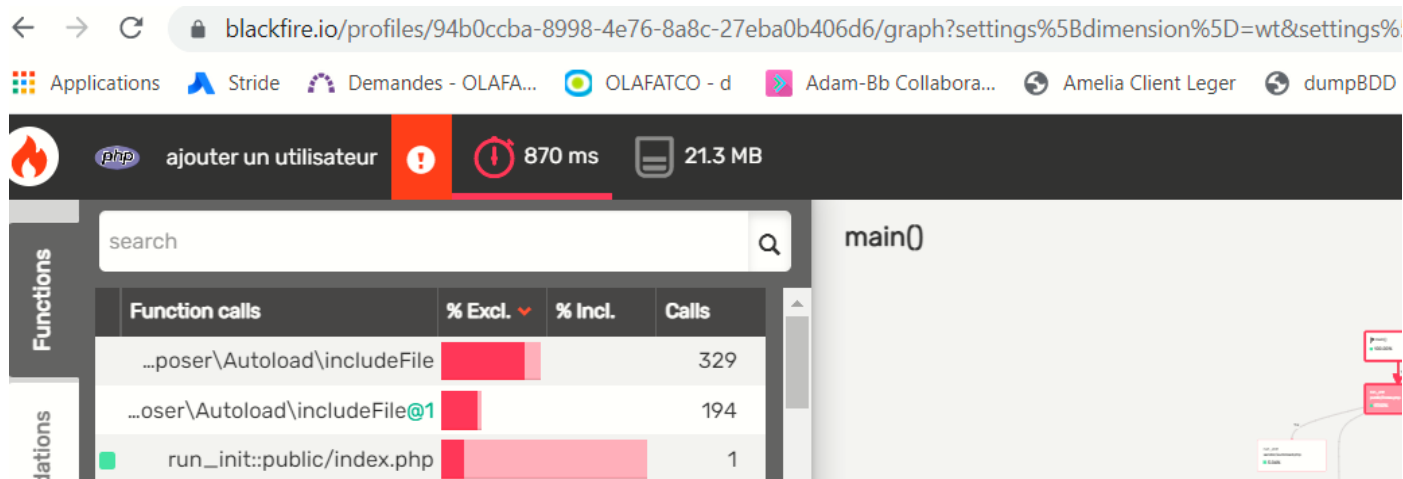 blackfire.io/profiles/94b0ccba-8998-4e76-8a8c-27eba0b406d6/graph?settings%5Bdimension%5D=wt&settings%
Applications Stride Demandes - OLAFA... OLAFATCO - d Adam-Bb Collabora... Amelia Client Leger dumpBDD
php ajouter un utilisateur ! 870 ms 21.3 MB
search
main()
Functions
Function calls % Excl. % Incl. Calls
...poser\Autoload\includeFile 329
...oser\Autoload\includeFile@1 194
run_init::public/index.php 1
dations